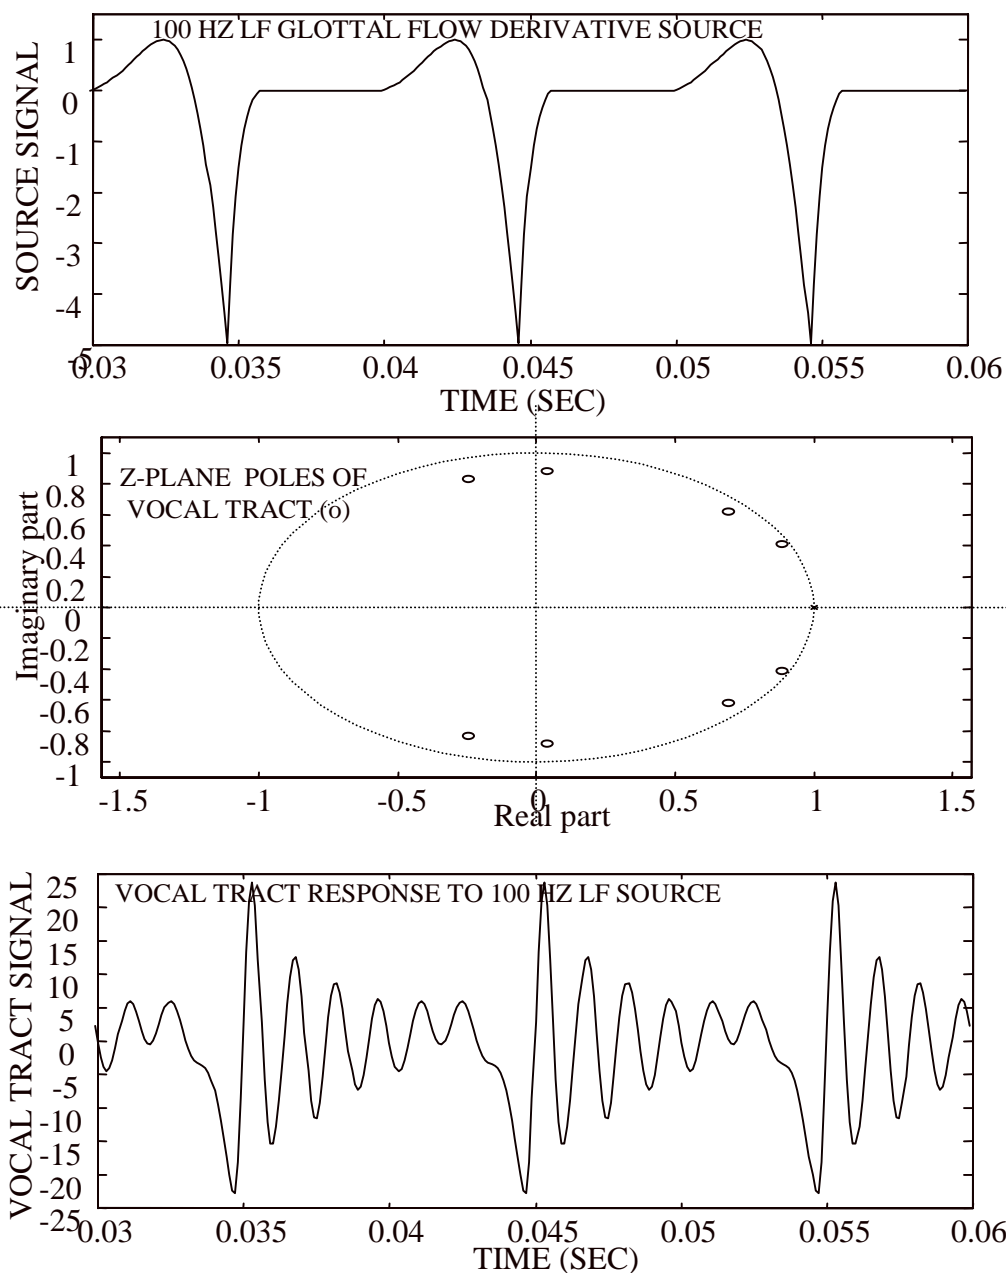 100 HZ LF GLOTTAL FLOW DERIVATIVE SOURCE
SOURCE SIGNAL
1
0
-1
-2
-3
-4
-5
0.03 0.035 0.04 0.045 0.05 0.055 0.06
TIME (SEC)
Z-PLANE POLES OF
VOCAL TRACT (o)
Imaginary part
1
0.8
0.6
0.4
0.2
0
-0.2
-0.4
-0.6
-0.8
-1
-1.5 -1 -0.5 0 0.5 1 1.5
Real part
VOCAL TRACT RESPONSE TO 100 HZ LF SOURCE
VOCAL TRACT SIGNAL
25
20
15
10
5
0
-5
-10
-15
-20
-25
0.03 0.035 0.04 0.045 0.05 0.055 0.06
TIME (SEC)